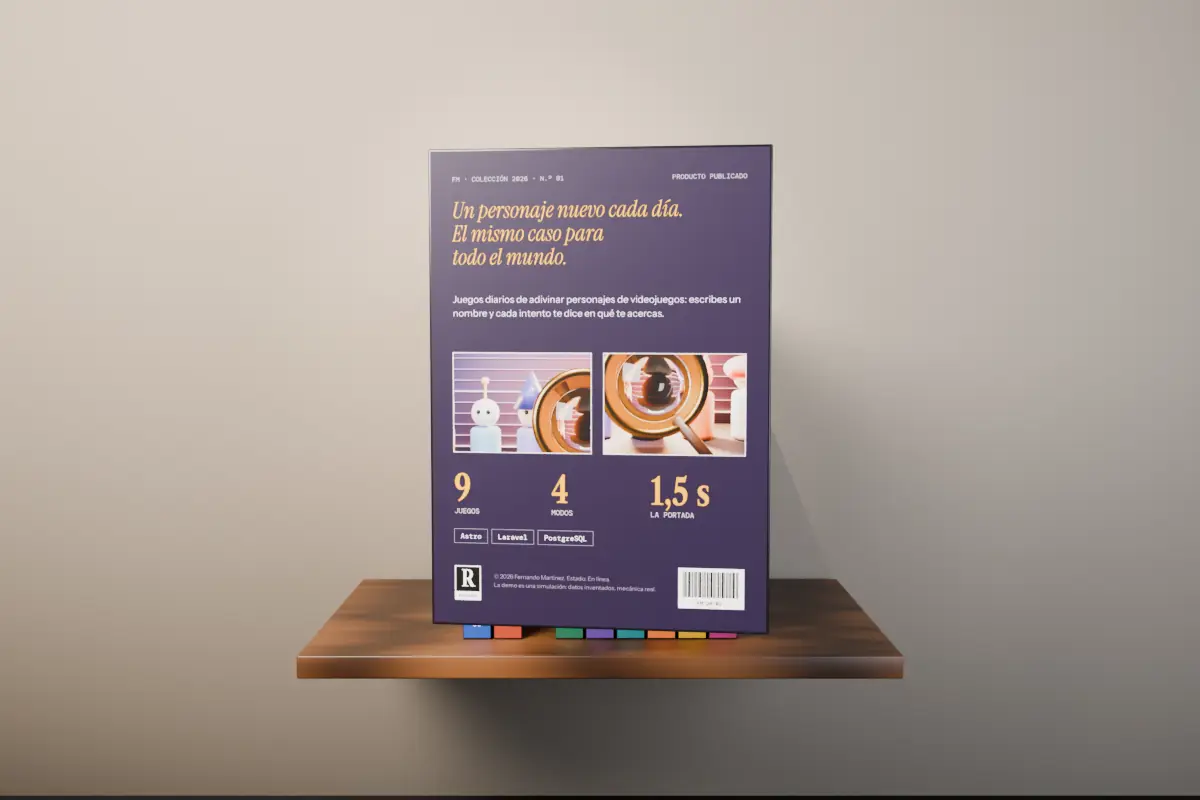 FM · COLECCIÓN 2026 · N.º 01
PRODUCTO PUBLICADO
Un personaje nuevo cada día.
El mismo caso para
todo el mundo.
Juegos diarios de adivinar personajes de videojuegos: escribes un
nombre y cada intento te dice en qué te acercas.
9
JUEGOS
4
MODOS
1,5 s
LA PORTADA
Astro
Laravel
PostgreSQL
R
© 2026 Fernando Martínez. Estado: En línea.
La demo es una simulación: datos inventados, mecánica real.